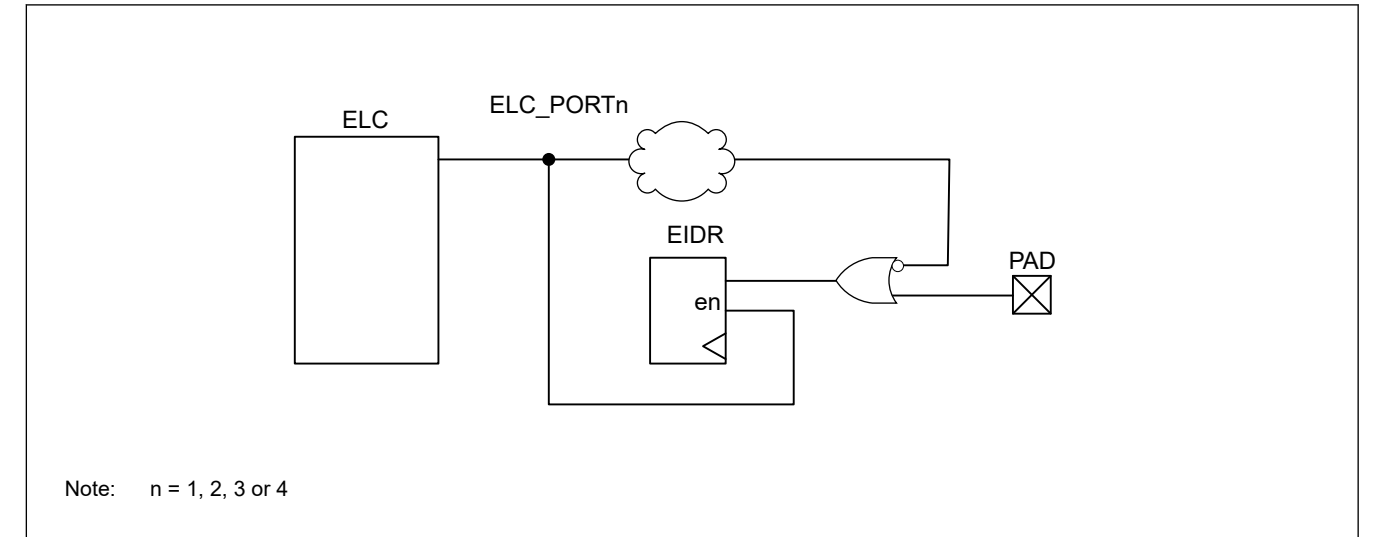 ELC_PORTn
ELC
EIDR
PAD
en
Note: n = 1, 2, 3 or 4